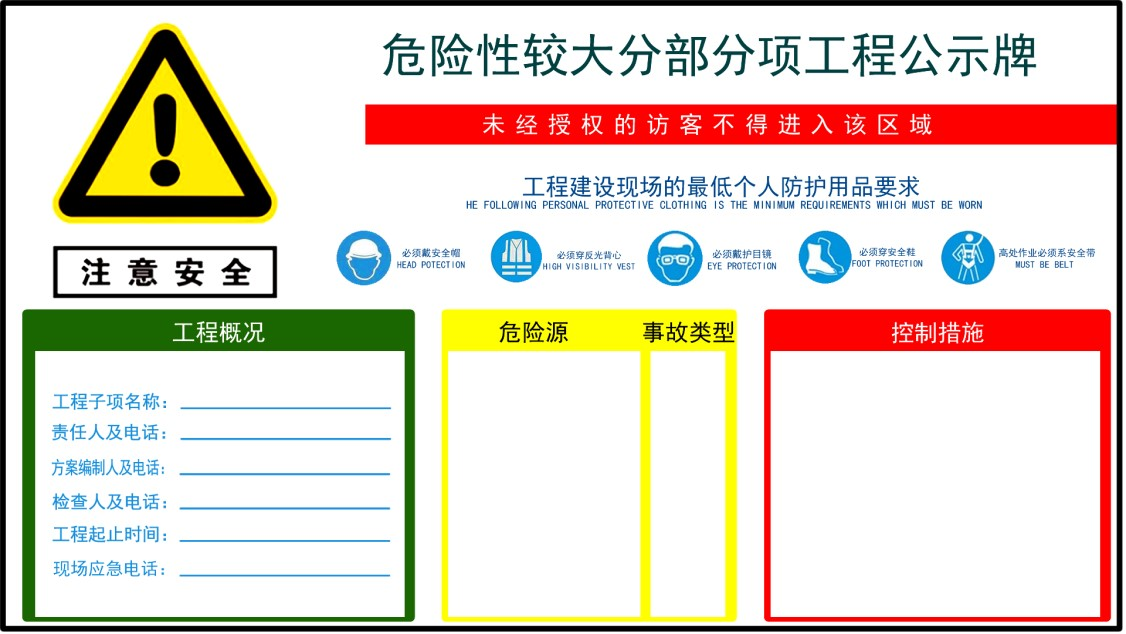 危险性较大分部分项工程公示牌
未经授权的访客不得进入该区域
工程建设现场的最低个人防护用品要求
HE FOLLOWING PERSONAL PROTECTIVE CLOTHING IS THE MINIMUM REQUIREMENTS WHICH MUST BE WORN
必须戴安全帽
HEAD POTECTION
必须穿反光背心
HIGH VISIBILITY VEST
必须戴护目镜
EYE PROTECTION
必须穿安全鞋
FOOT PROTECTION
高处作业必须系安全带
MUST BE BELT
注意安全
工程概况
工程子项名称：
责任人及电话：
方案编制人及电话：
检查人及电话：
工程起止时间：
现场应急电话：
危险源 事故类型
控制措施